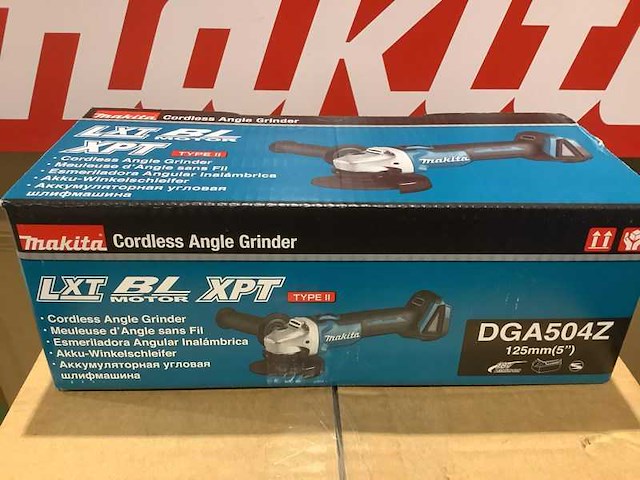 makita
makita Cordless Angle Grinder
LXT BL MOTOR
XPT TYPE II
• Cordless Angle Grinder
• Meuleuse d'Angle sans Fil
• Esmeriladora Angular Inalámbrica
• Akku-Winkelschleifer
• Аккумуляторная угловая
шлифмашина
makita
makita Cordless Angle Grinder
LXT BL MOTOR XPT TYPE II
• Cordless Angle Grinder
• Meuleuse d'Angle sans Fil
• Esmeriladora Angular Inalámbrica
• Akku-Winkelschleifer
• Аккумуляторная угловая
шлифмашина
makita
DGA504Z
125mm(5")